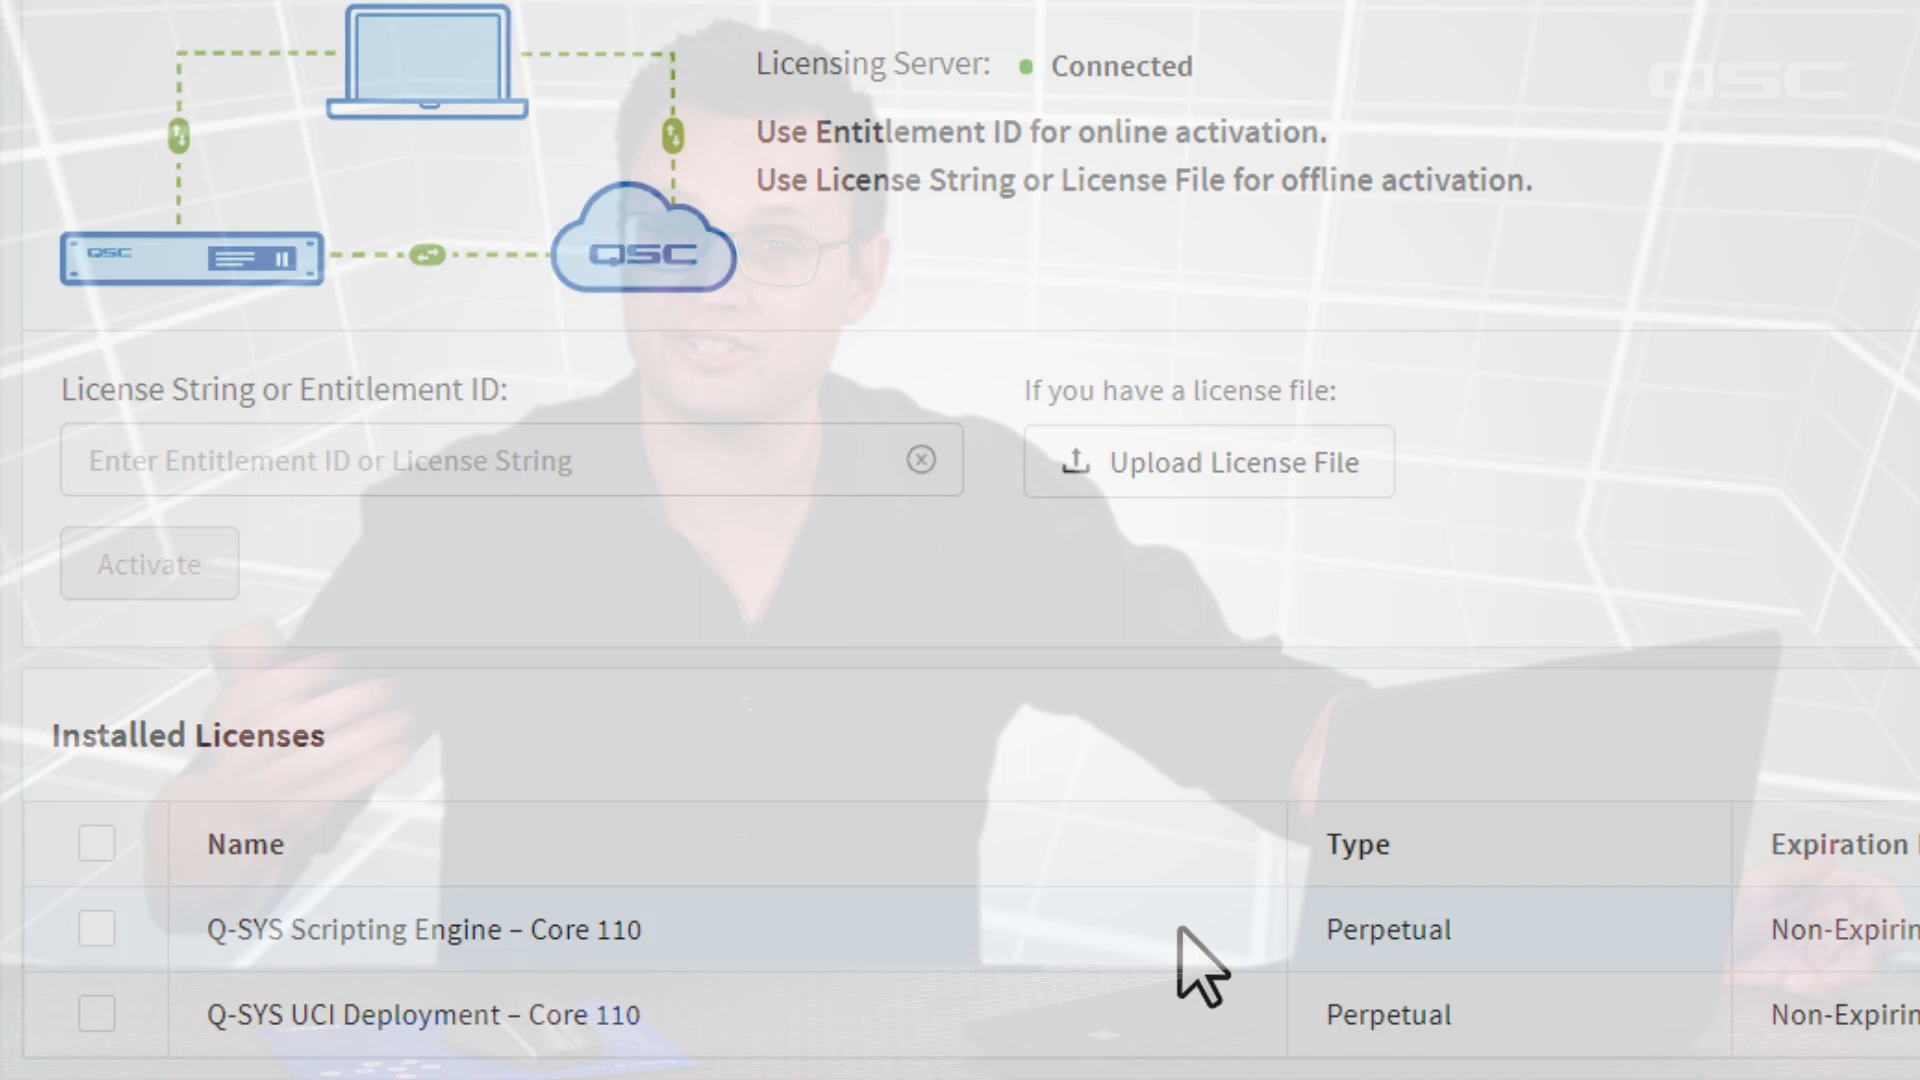 Licensing Server: Connected
QSC
Use Entitlement ID for online activation.
Use License String or License File for offline activation.
QSC
QSC
License String or Entitlement ID:
If you have a license file:
Enter Entitlement ID or License String
Upload License File
Activate
Installed Licenses
Name Type Expiration
Q-SYS Scripting Engine – Core 110 Perpetual Non-Expirin
Q-SYS UCI Deployment – Core 110 Perpetual Non-Expirin